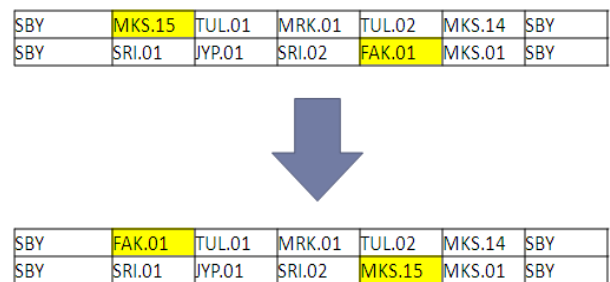 SBY MKS.15 TUL.01 MRK.01 TUL.02 MKS.14 SBY
SBY SRI.01 JYP.01 SRI.02 FAK.01 MKS.01 SBY
SBY FAK.01 TUL.01 MRK.01 TUL.02 MKS.14 SBY
SBY SRI.01 JYP.01 SRI.02 MKS.15 MKS.01 SBY